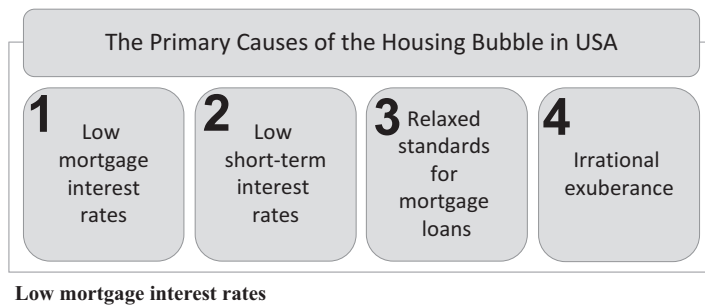 The Primary Causes of the Housing Bubble in USA
1
Low
mortgage
interest
rates
2
Low
short-term
interest
rates
3
Relaxed
standards
for
mortgage
loans
4
Irrational
exuberance
Low mortgage interest rates